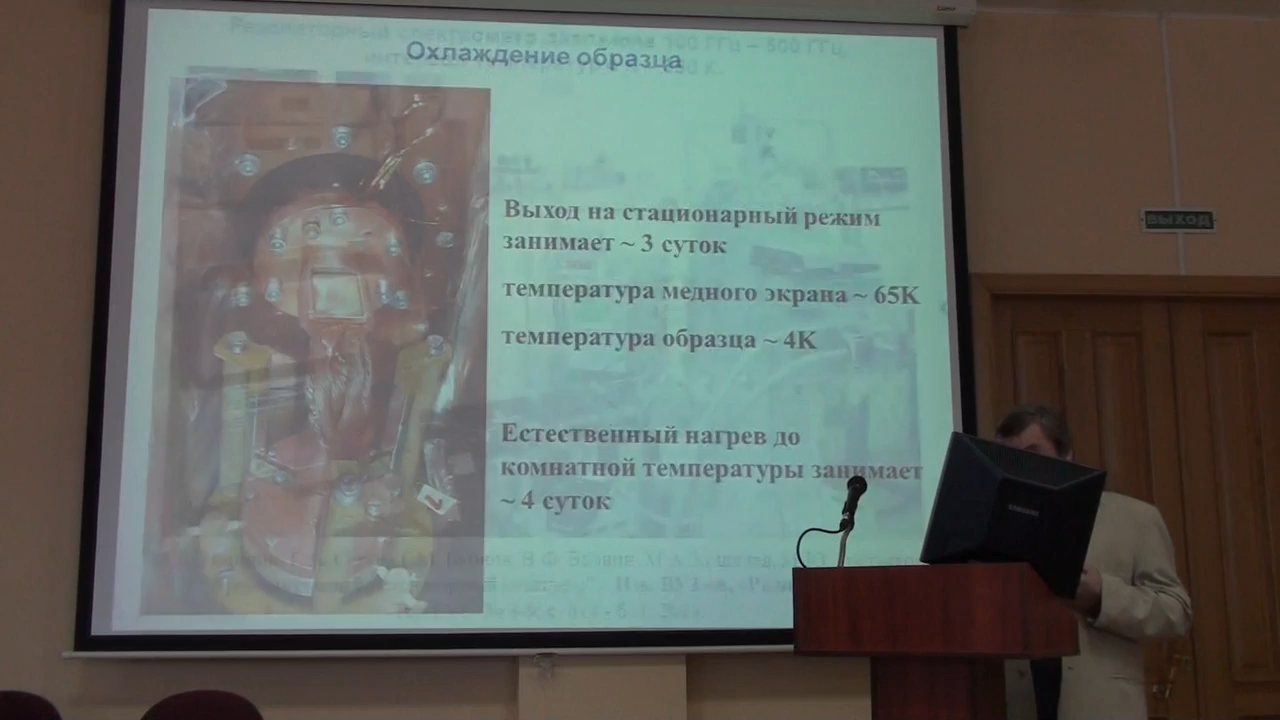 Охлаждение образца
Выход на стационарный режим
занимает ~ 3 суток
температура медного экрана ~ 65K
температура образца ~ 4K
Естественный нагрев до
комнатной температуры занимает
~ 4 суток
ВЫХОД
SAMSUNG